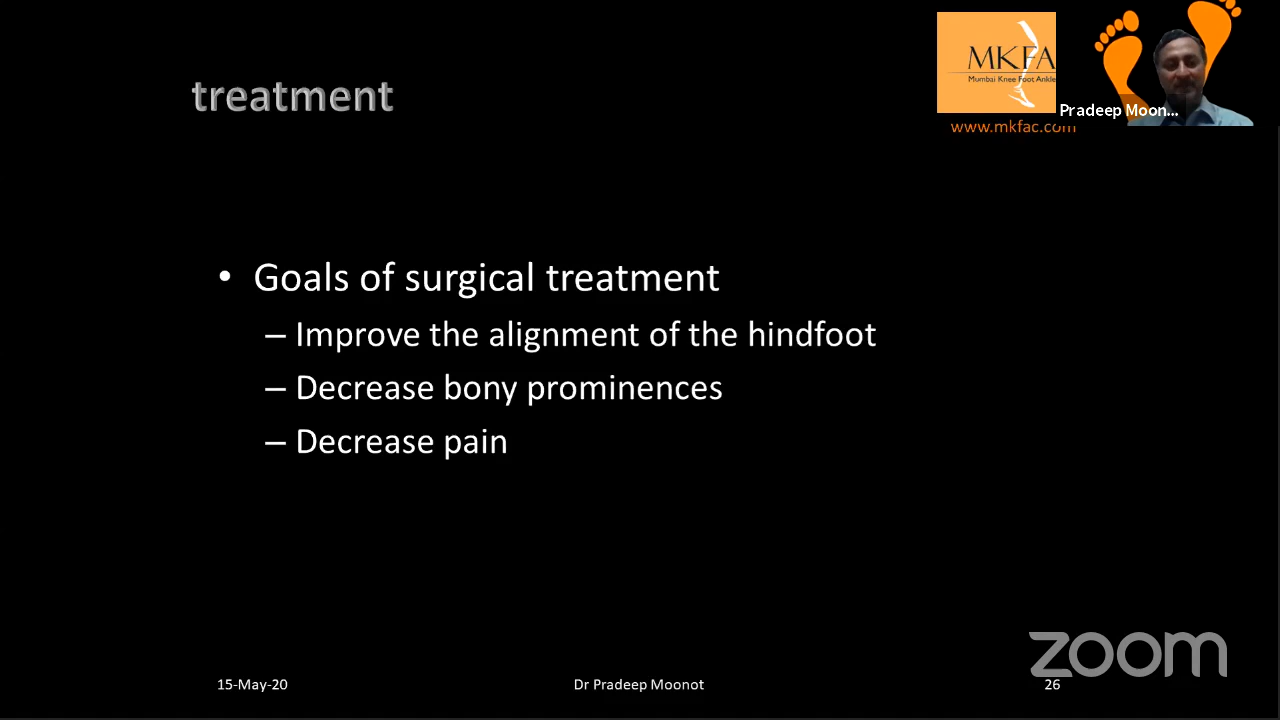 treatment
MKFA
Mumbai Knee Foot Ankle
Pradeep Moon...
www.mkfac.com
• Goals of surgical treatment
– Improve the alignment of the hindfoot
– Decrease bony prominences
– Decrease pain
zoom
15-May-20
Dr Pradeep Moonot
26